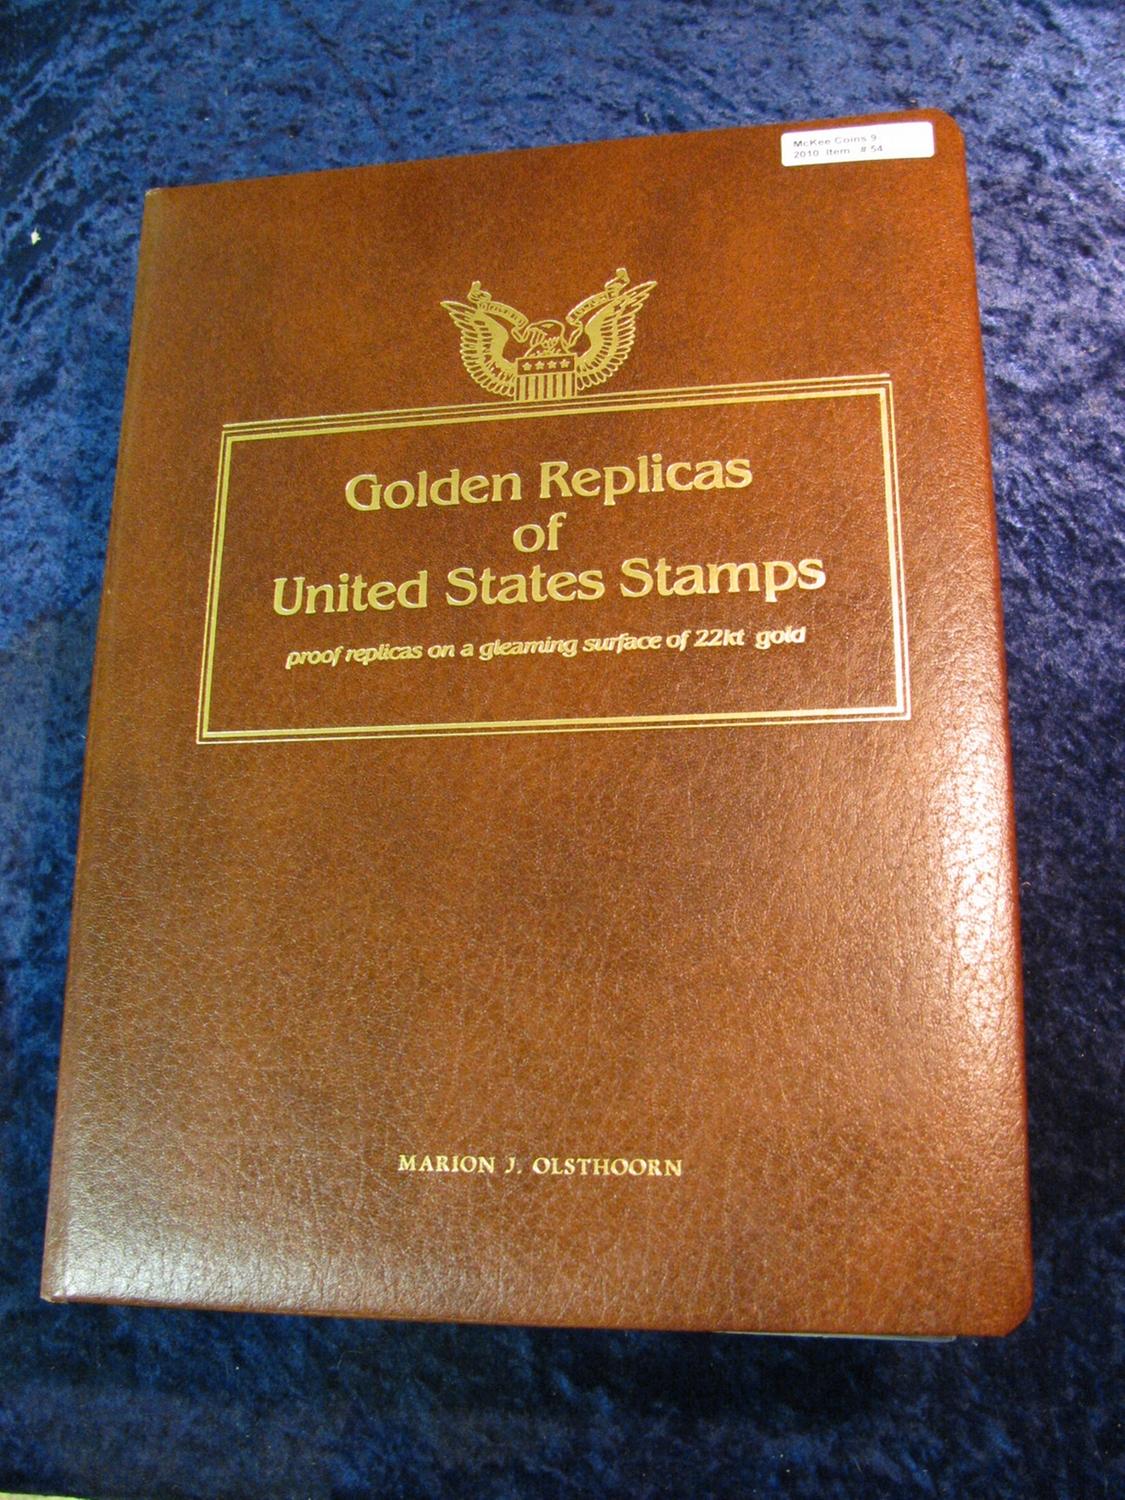 McKee Coins 9
2010 Item # 54
Golden Replicas
of
United States Stamps
proof replicas on a gleaming surface of 22kt gold
MARION J. OLSTHOORN